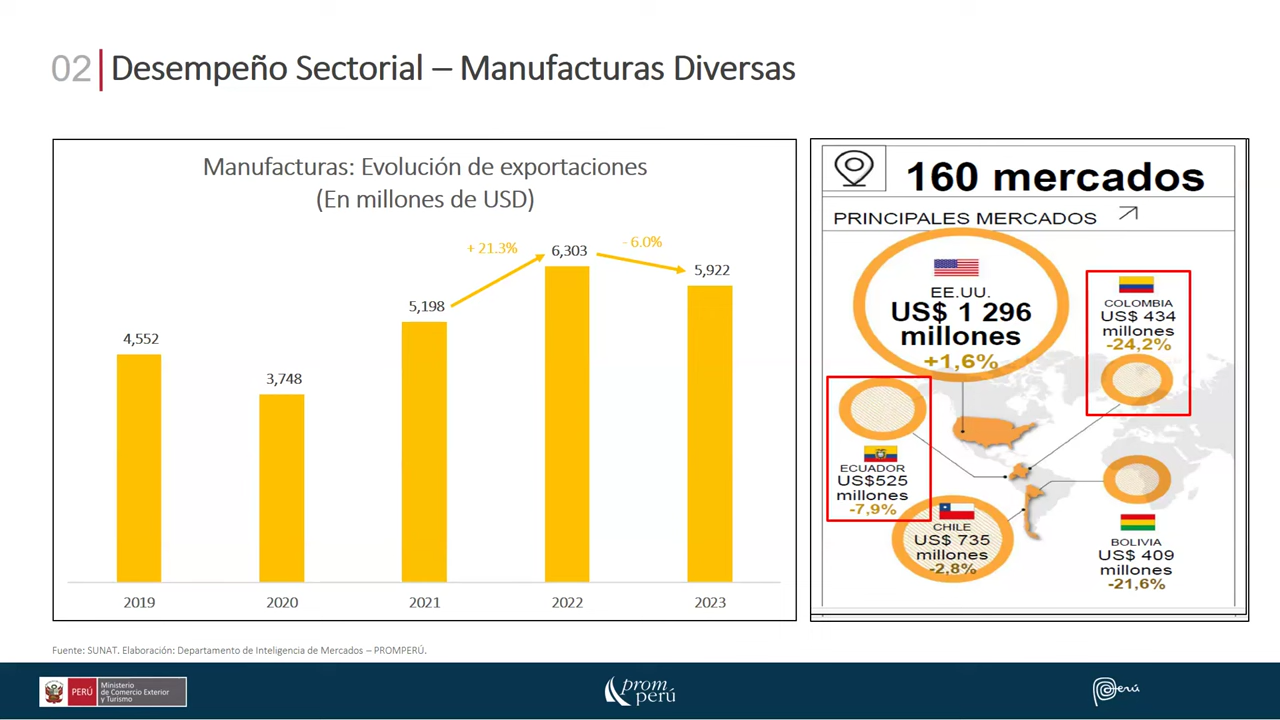 02 Desempeño Sectorial – Manufacturas Diversas
Manufacturas: Evolución de exportaciones
(En millones de USD)
+ 21.3%
- 6.0%
4,552
3,748
5,198
6,303
5,922
2019
2020
2021
2022
2023
160 mercados
PRINCIPALES MERCADOS
EE.UU.
US$ 1 296
millones
+1,6%
COLOMBIA
US$ 434
millones
-24,2%
ECUADOR
US$525
millones
-7,9%
CHILE
US$ 735
millones
-2,8%
BOLIVIA
US$ 409
millones
-21,6%
Fuente: SUNAT. Elaboración: Departamento de Inteligencia de Mercados – PROMPERÚ.
PERÚ
Ministerio
de Comercio Exterior
y Turismo
prom
perú
Perú